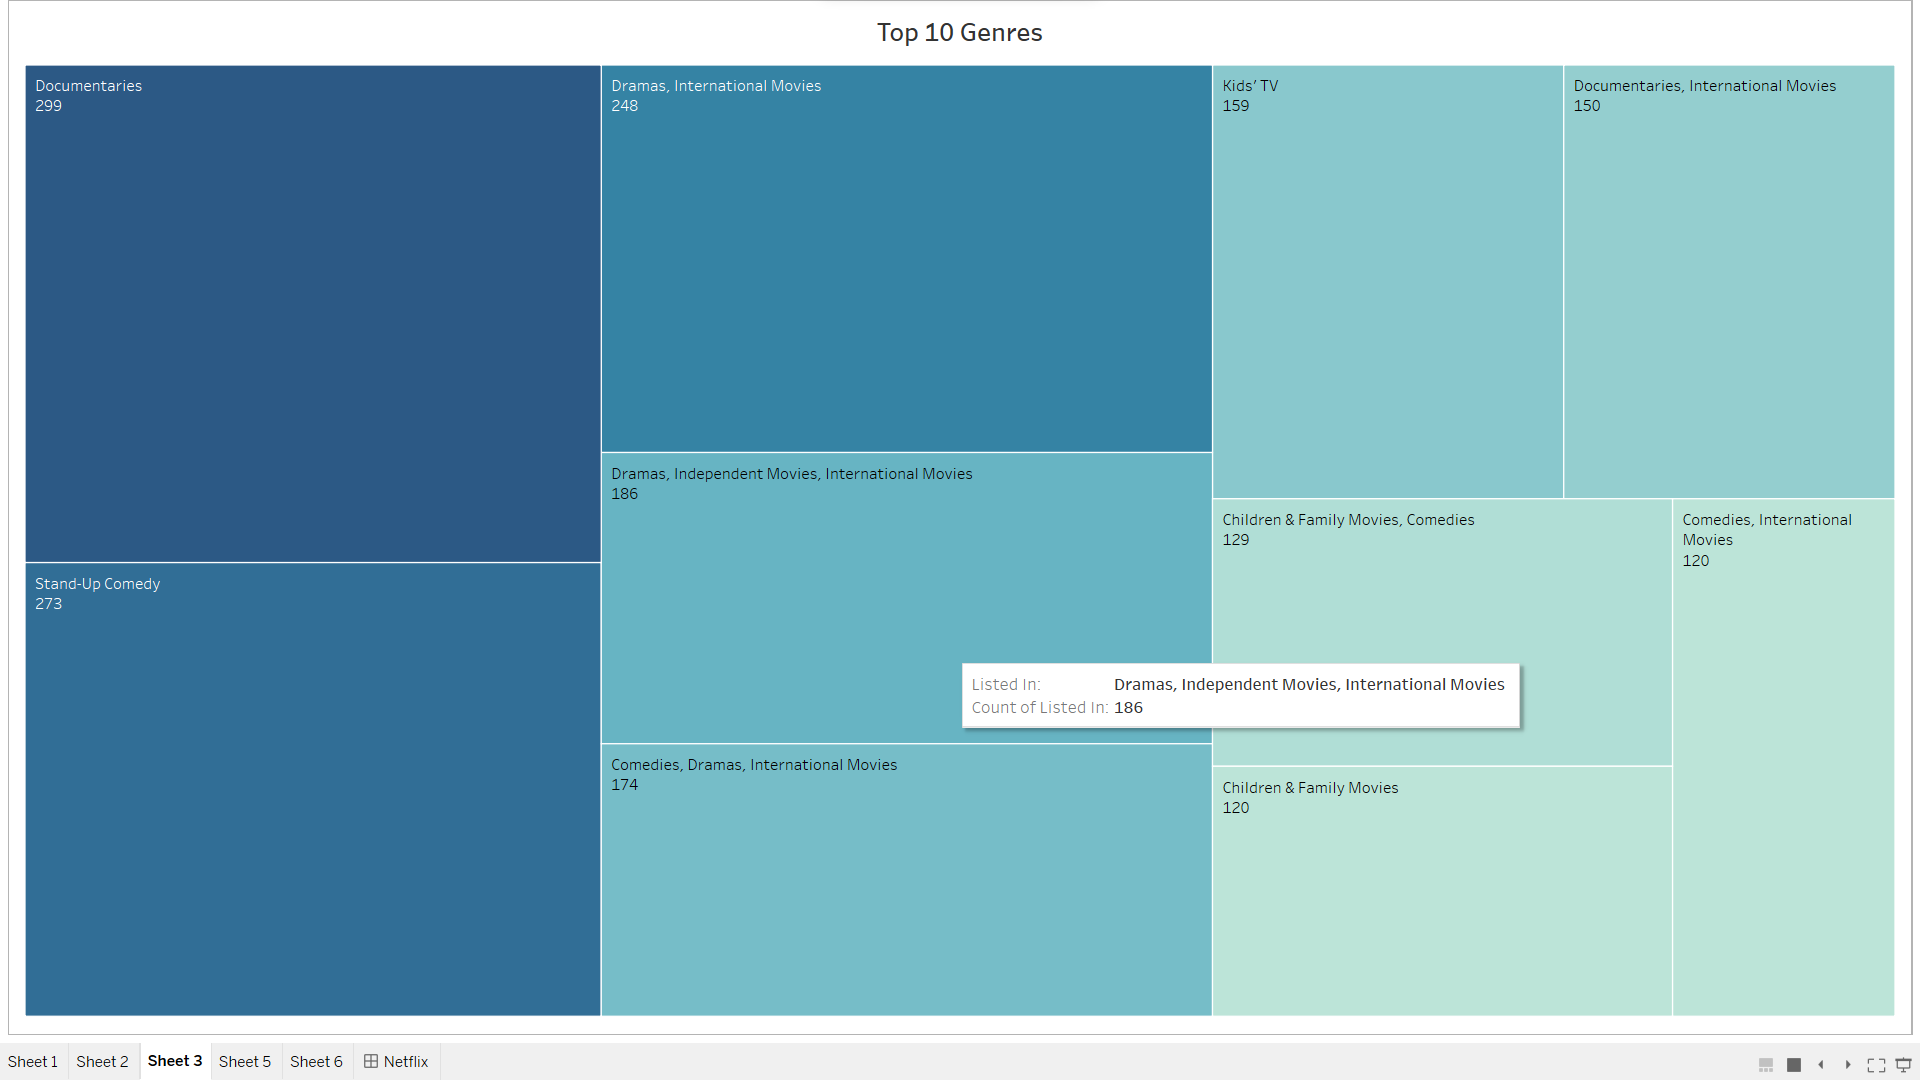 Top 10 Genres
Documentaries
299
Stand-Up Comedy
273
Dramas, International Movies
248
Dramas, Independent Movies, International Movies
186
Comedies, Dramas, International Movies
174
Kids’ TV
159
Documentaries, International Movies
150
Children & Family Movies, Comedies
129
Children & Family Movies
120
Comedies, International
Movies
120
Listed In: Dramas, Independent Movies, International Movies
Count of Listed In: 186
Sheet 1 Sheet 2 Sheet 3 Sheet 5 Sheet 6 Netflix